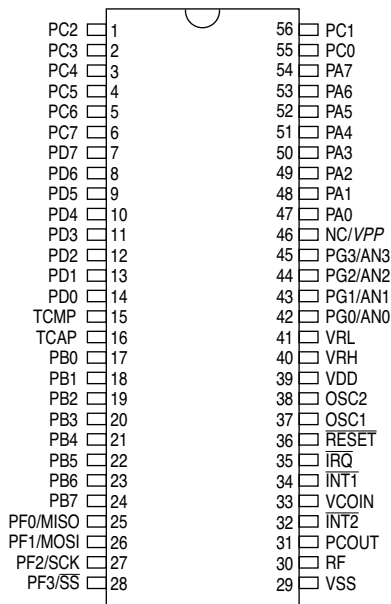 PC2 1 56 PC1
PC3 2 55 PC0
PC4 3 54 PA7
PC5 4 53 PA6
PC6 5 52 PA5
PC7 6 51 PA4
PD7 7 50 PA3
PD6 8 49 PA2
PD5 9 48 PA1
PD4 10 47 PA0
PD3 11 46 NC/VPP
PD2 12 45 PG3/AN3
PD1 13 44 PG2/AN2
PD0 14 43 PG1/AN1
TCMP 15 42 PG0/AN0
TCAP 16 41 VRL
PB0 17 40 VRH
PB1 18 39 VDD
PB2 19 38 OSC2
PB3 20 37 OSC1
PB4 21 36 RESET
PB5 22 35 IRQ
PB6 23 34 INT1
PB7 24 33 VCOIN
PF0/MISO 25 32 INT2
PF1/MOSI 26 31 PCOUT
PF2/SCK 27 30 RF
PF3/SS 28 29 VSS